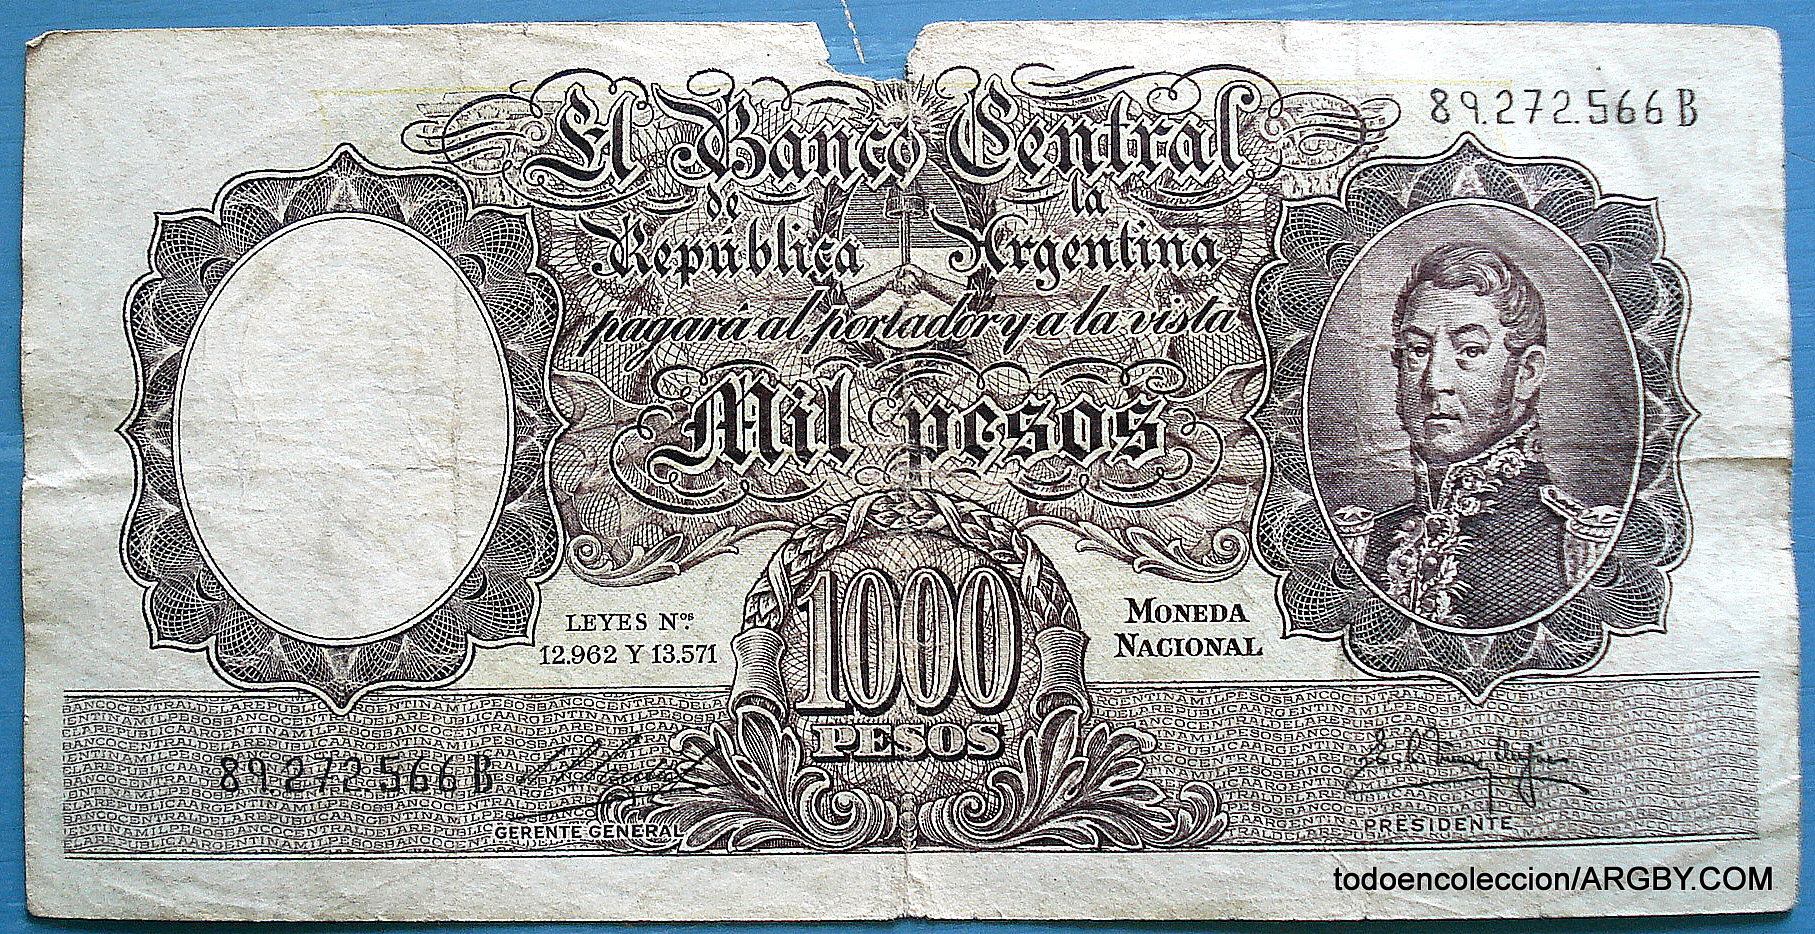 89.272.566 B
El Banco Central
de la
República Argentina
pagará al portador y a la vista
Mil pesos
LEYES Nos.
12.962 Y 13.571
MONEDA
NACIONAL
1000
PESOS
89.272.566 B
GERENTE GENERAL
PRESIDENTE
todoencoleccion/ARGBY.COM